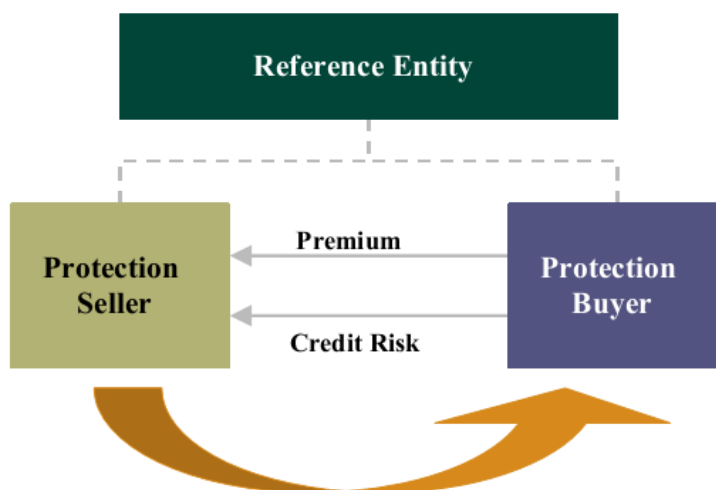 Reference Entity
Premium
Protection
Seller
Protection
Buyer
Credit Risk